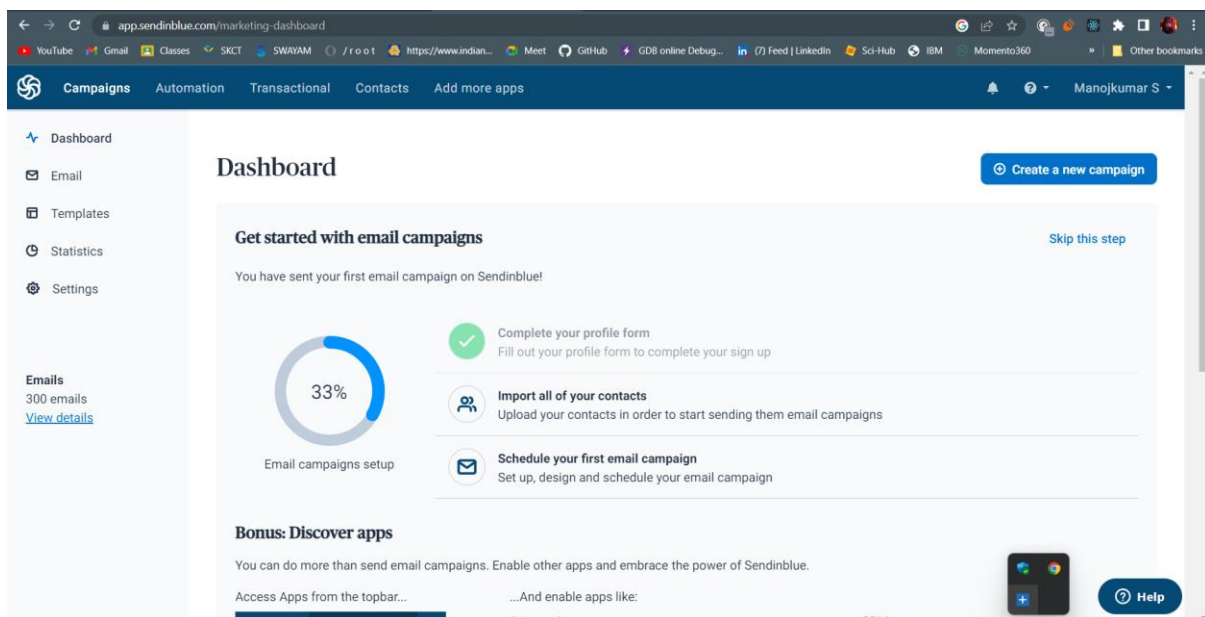 app.sendinblue.com/marketing-dashboard
YouTube Gmail Classes SKCT SWAYAM /root https://www.indian... Meet GitHub GDB online Debug... (7) Feed | LinkedIn Sci-Hub IBM Momento360 » Other bookmarks
Campaigns Automation Transactional Contacts Add more apps Manojkumar S
Dashboard
Email
Templates
Statistics
Settings
Emails
300 emails
View details
Dashboard
Create a new campaign
Get started with email campaigns
Skip this step
You have sent your first email campaign on Sendinblue!
33%
Email campaigns setup
Complete your profile form
Fill out your profile form to complete your sign up
Import all of your contacts
Upload your contacts in order to start sending them email campaigns
Schedule your first email campaign
Set up, design and schedule your email campaign
Bonus: Discover apps
You can do more than send email campaigns. Enable other apps and embrace the power of Sendinblue.
Access Apps from the topbar...
...And enable apps like:
Help